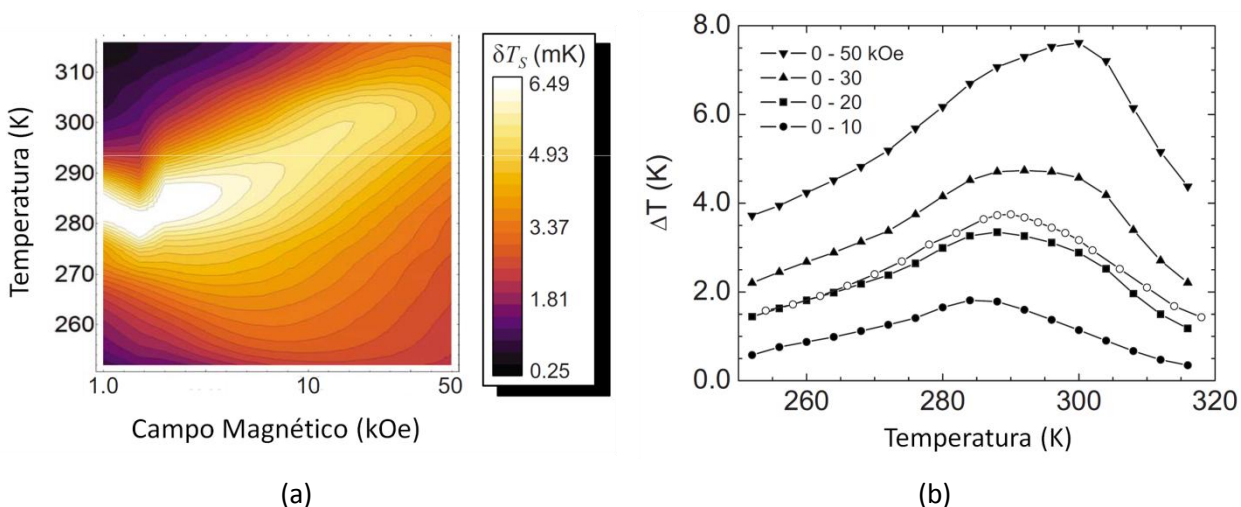 310
300
290
280
270
260
Temperatura (K)
1.0
10
50
Campo Magnético (kOe)
δT_S (mK)
6.49
4.93
3.37
1.81
0.25
(a)
8.0
6.0
4.0
2.0
0.0
ΔT (K)
0 - 50 kOe
0 - 30
0 - 20
0 - 10
260
280
300
320
Temperatura (K)
(b)